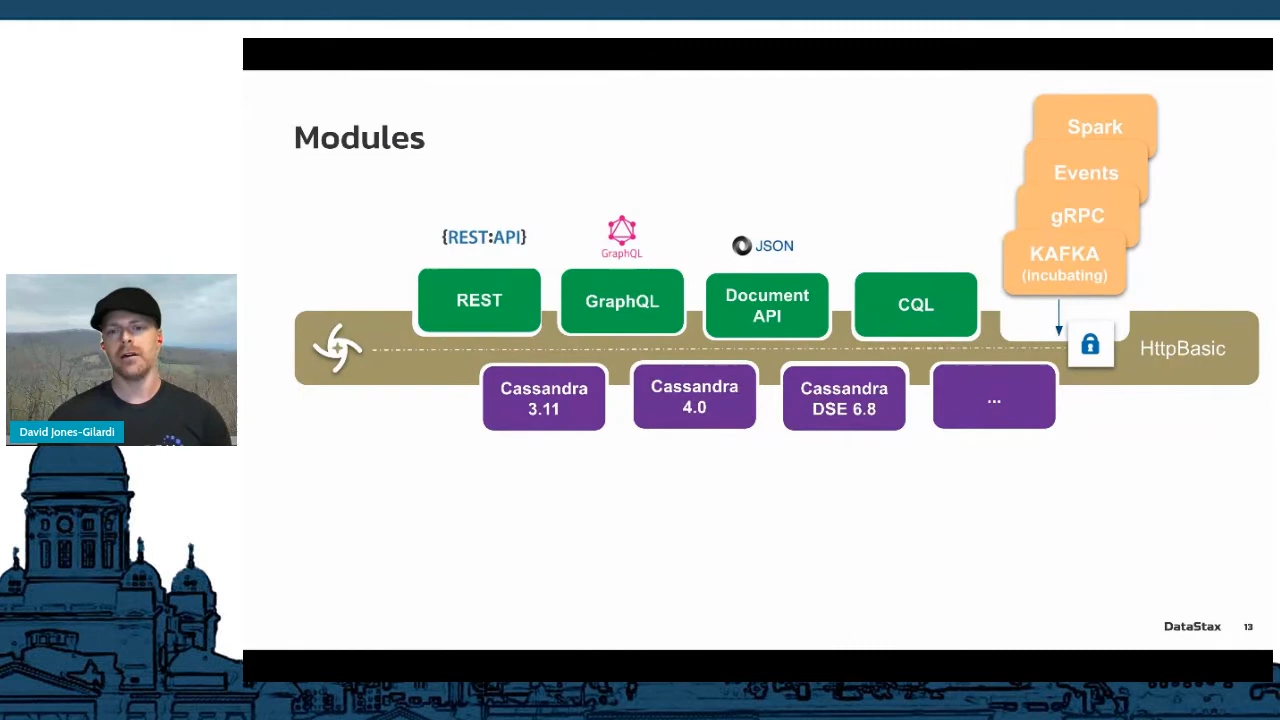 Modules
{REST:API}
GraphQL
JSON
Spark
Events
gRPC
KAFKA
(incubating)
REST
GraphQL
Document
API
CQL
HttpBasic
Cassandra
3.11
Cassandra
4.0
Cassandra
DSE 6.8
...
David Jones-Gilardi
DataStax
13